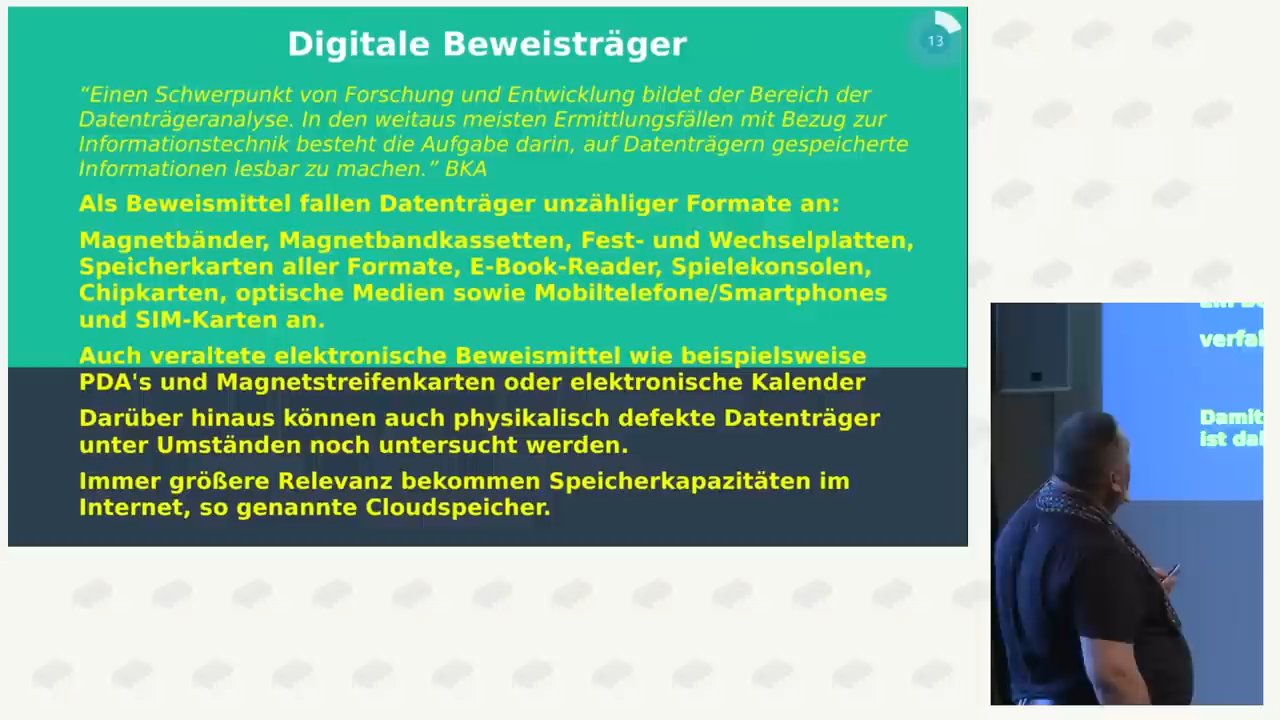 Digitale Beweisträger
13
“Einen Schwerpunkt von Forschung und Entwicklung bildet der Bereich der
Datenträgeranalyse. In den weitaus meisten Ermittlungsfällen mit Bezug zur
Informationstechnik besteht die Aufgabe darin, auf Datenträgern gespeicherte
Informationen lesbar zu machen.” BKA
Als Beweismittel fallen Datenträger unzähliger Formate an:
Magnetbänder, Magnetbandkassetten, Fest- und Wechselplatten,
Speicherkarten aller Formate, E-Book-Reader, Spielekonsolen,
Chipkarten, optische Medien sowie Mobiltelefone/Smartphones
und SIM-Karten an.
Auch veraltete elektronische Beweismittel wie beispielsweise
PDA's und Magnetstreifenkarten oder elektronische Kalender
Darüber hinaus können auch physikalisch defekte Datenträger
unter Umständen noch untersucht werden.
Immer größere Relevanz bekommen Speicherkapazitäten im
Internet, so genannte Cloudspeicher.
verfa
Damit
ist da